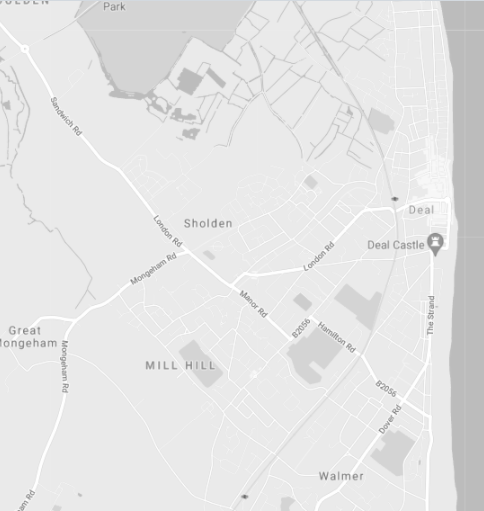 Park
Sandwich Rd
Sholden
London Rd
Deal
Deal Castle
London Rd
Mongeham Rd
Manor Rd
The Strand
B2056
Hamilton Rd
Great
Mongeham Rd
MILL HILL
B2056
Dover Rd
Walmer